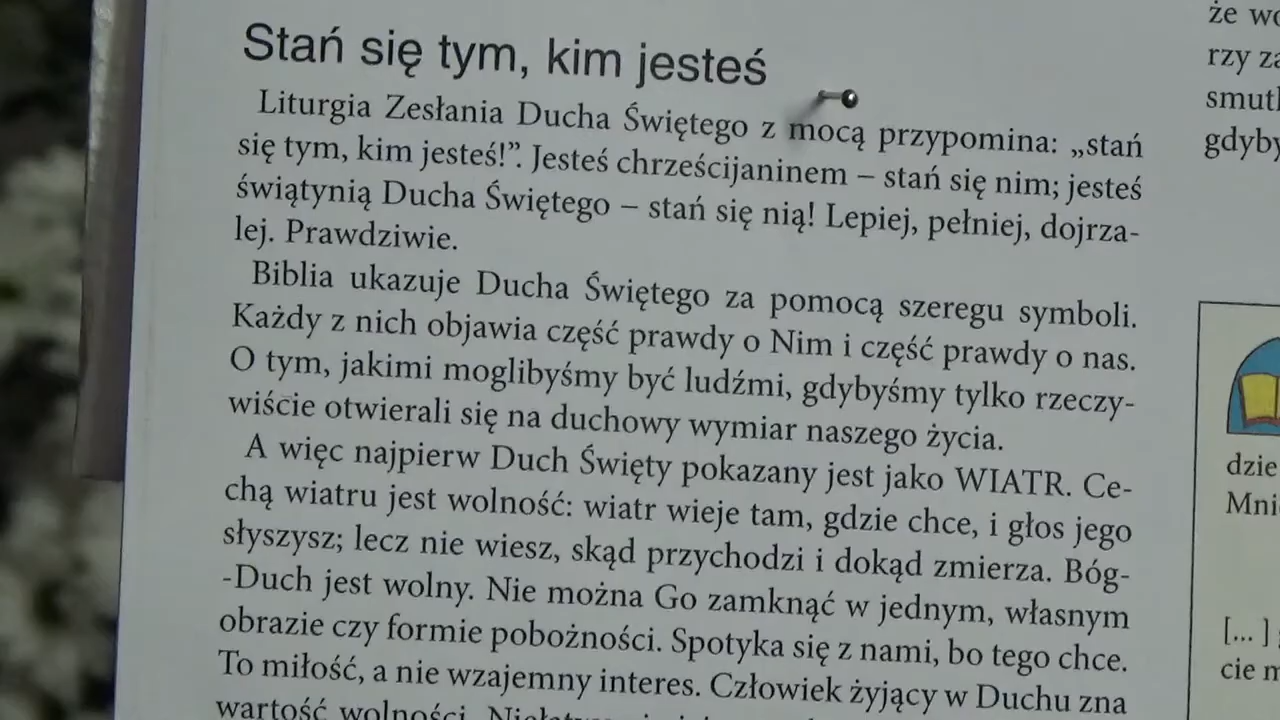 Stań się tym, kim jesteś
Liturgia Zesłania Ducha Świętego z mocą przypomina: „stań
się tym, kim jesteś!”. Jesteś chrześcijaninem – stań się nim; jesteś
świątynią Ducha Świętego – stań się nią! Lepiej, pełniej, dojrza-
lej. Prawdziwie.
Biblia ukazuje Ducha Świętego za pomocą szeregu symboli.
Każdy z nich objawia część prawdy o Nim i część prawdy o nas.
O tym, jakimi moglibyśmy być ludźmi, gdybyśmy tylko rzeczy-
wiście otwierali się na duchowy wymiar naszego życia.
A więc najpierw Duch Święty pokazany jest jako WIATR. Ce-
chą wiatru jest wolność: wiatr wieje tam, gdzie chce, i głos jego
słyszysz; lecz nie wiesz, skąd przychodzi i dokąd zmierza. Bóg-
-Duch jest wolny. Nie można Go zamknąć w jednym, własnym
obrazie czy formie pobożności. Spotyka się z nami, bo tego chce.
To miłość, a nie wzajemny interes. Człowiek żyjący w Duchu zna
wartość wolności.
że
rzy
gdyby
dzie
[... ]
cie